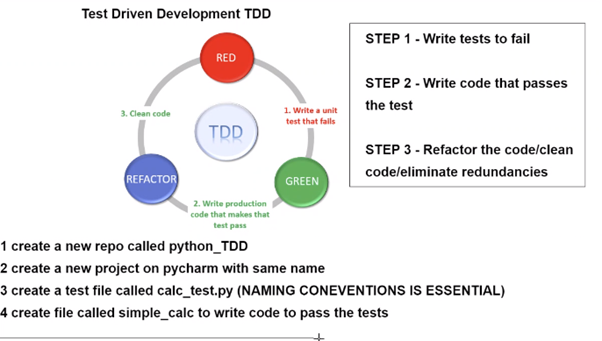 Test Driven Development TDD
RED
3. Clean code
1. Write a unit
test that fails
TDD
REFACTOR
GREEN
2. Write production
code that makes that
test pass
STEP 1 - Write tests to fail
STEP 2 - Write code that passes
the test
STEP 3 - Refactor the code/clean
code/eliminate redundancies
1 create a new repo called python_TDD
2 create a new project on pycharm with same name
3 create a test file called calc_test.py (NAMING CONEVENTIONS IS ESSENTIAL)
4 create file called simple_calc to write code to pass the tests